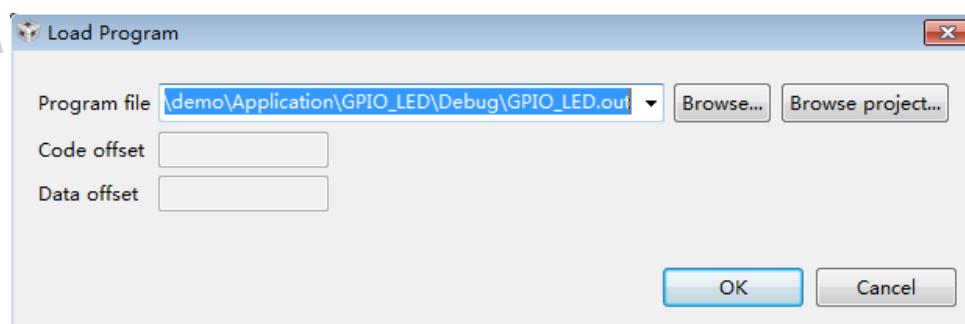 Load Program
Program file \demo\Application\GPIO_LED\Debug\GPIO_LED.out Browse... Browse project...
Code offset
Data offset
OK Cancel